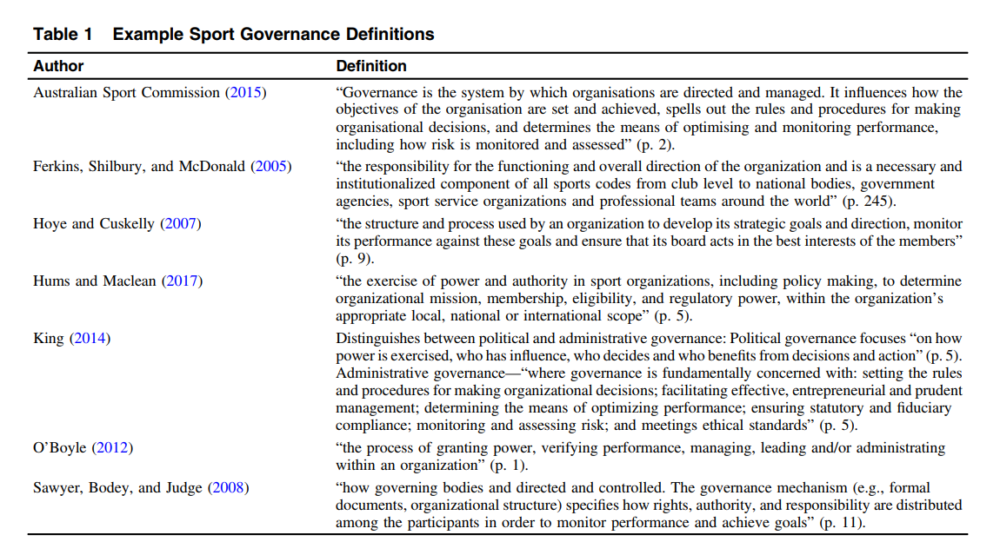 Table 1 Example Sport Governance Definitions
Author Definition
Australian Sport Commission (2015) “Governance is the system by which organisations are directed and managed. It influences how the
objectives of the organisation are set and achieved, spells out the rules and procedures for making
organisational decisions, and determines the means of optimising and monitoring performance,
including how risk is monitored and assessed” (p. 2).
Ferkins, Shilbury, and McDonald (2005) “the responsibility for the functioning and overall direction of the organization and is a necessary and
institutionalized component of all sports codes from club level to national bodies, government
agencies, sport service organizations and professional teams around the world” (p. 245).
Hoye and Cuskelly (2007) “the structure and process used by an organization to develop its strategic goals and direction, monitor
its performance against these goals and ensure that its board acts in the best interests of the members”
(p. 9).
Hums and Maclean (2017) “the exercise of power and authority in sport organizations, including policy making, to determine
organizational mission, membership, eligibility, and regulatory power, within the organization’s
appropriate local, national or international scope” (p. 5).
King (2014) Distinguishes between political and administrative governance: Political governance focuses “on how
power is exercised, who has influence, who decides and who benefits from decisions and action” (p. 5).
Administrative governance—“where governance is fundamentally concerned with: setting the rules
and procedures for making organizational decisions; facilitating effective, entrepreneurial and prudent
management; determining the means of optimizing performance; ensuring statutory and fiduciary
compliance; monitoring and assessing risk; and meetings ethical standards” (p. 5).
O’Boyle (2012) “the process of granting power, verifying performance, managing, leading and/or administrating
within an organization” (p. 1).
Sawyer, Bodey, and Judge (2008) “how governing bodies and directed and controlled. The governance mechanism (e.g., formal
documents, organizational structure) specifies how rights, authority, and responsibility are distributed
among the participants in order to monitor performance and achieve goals” (p. 11).